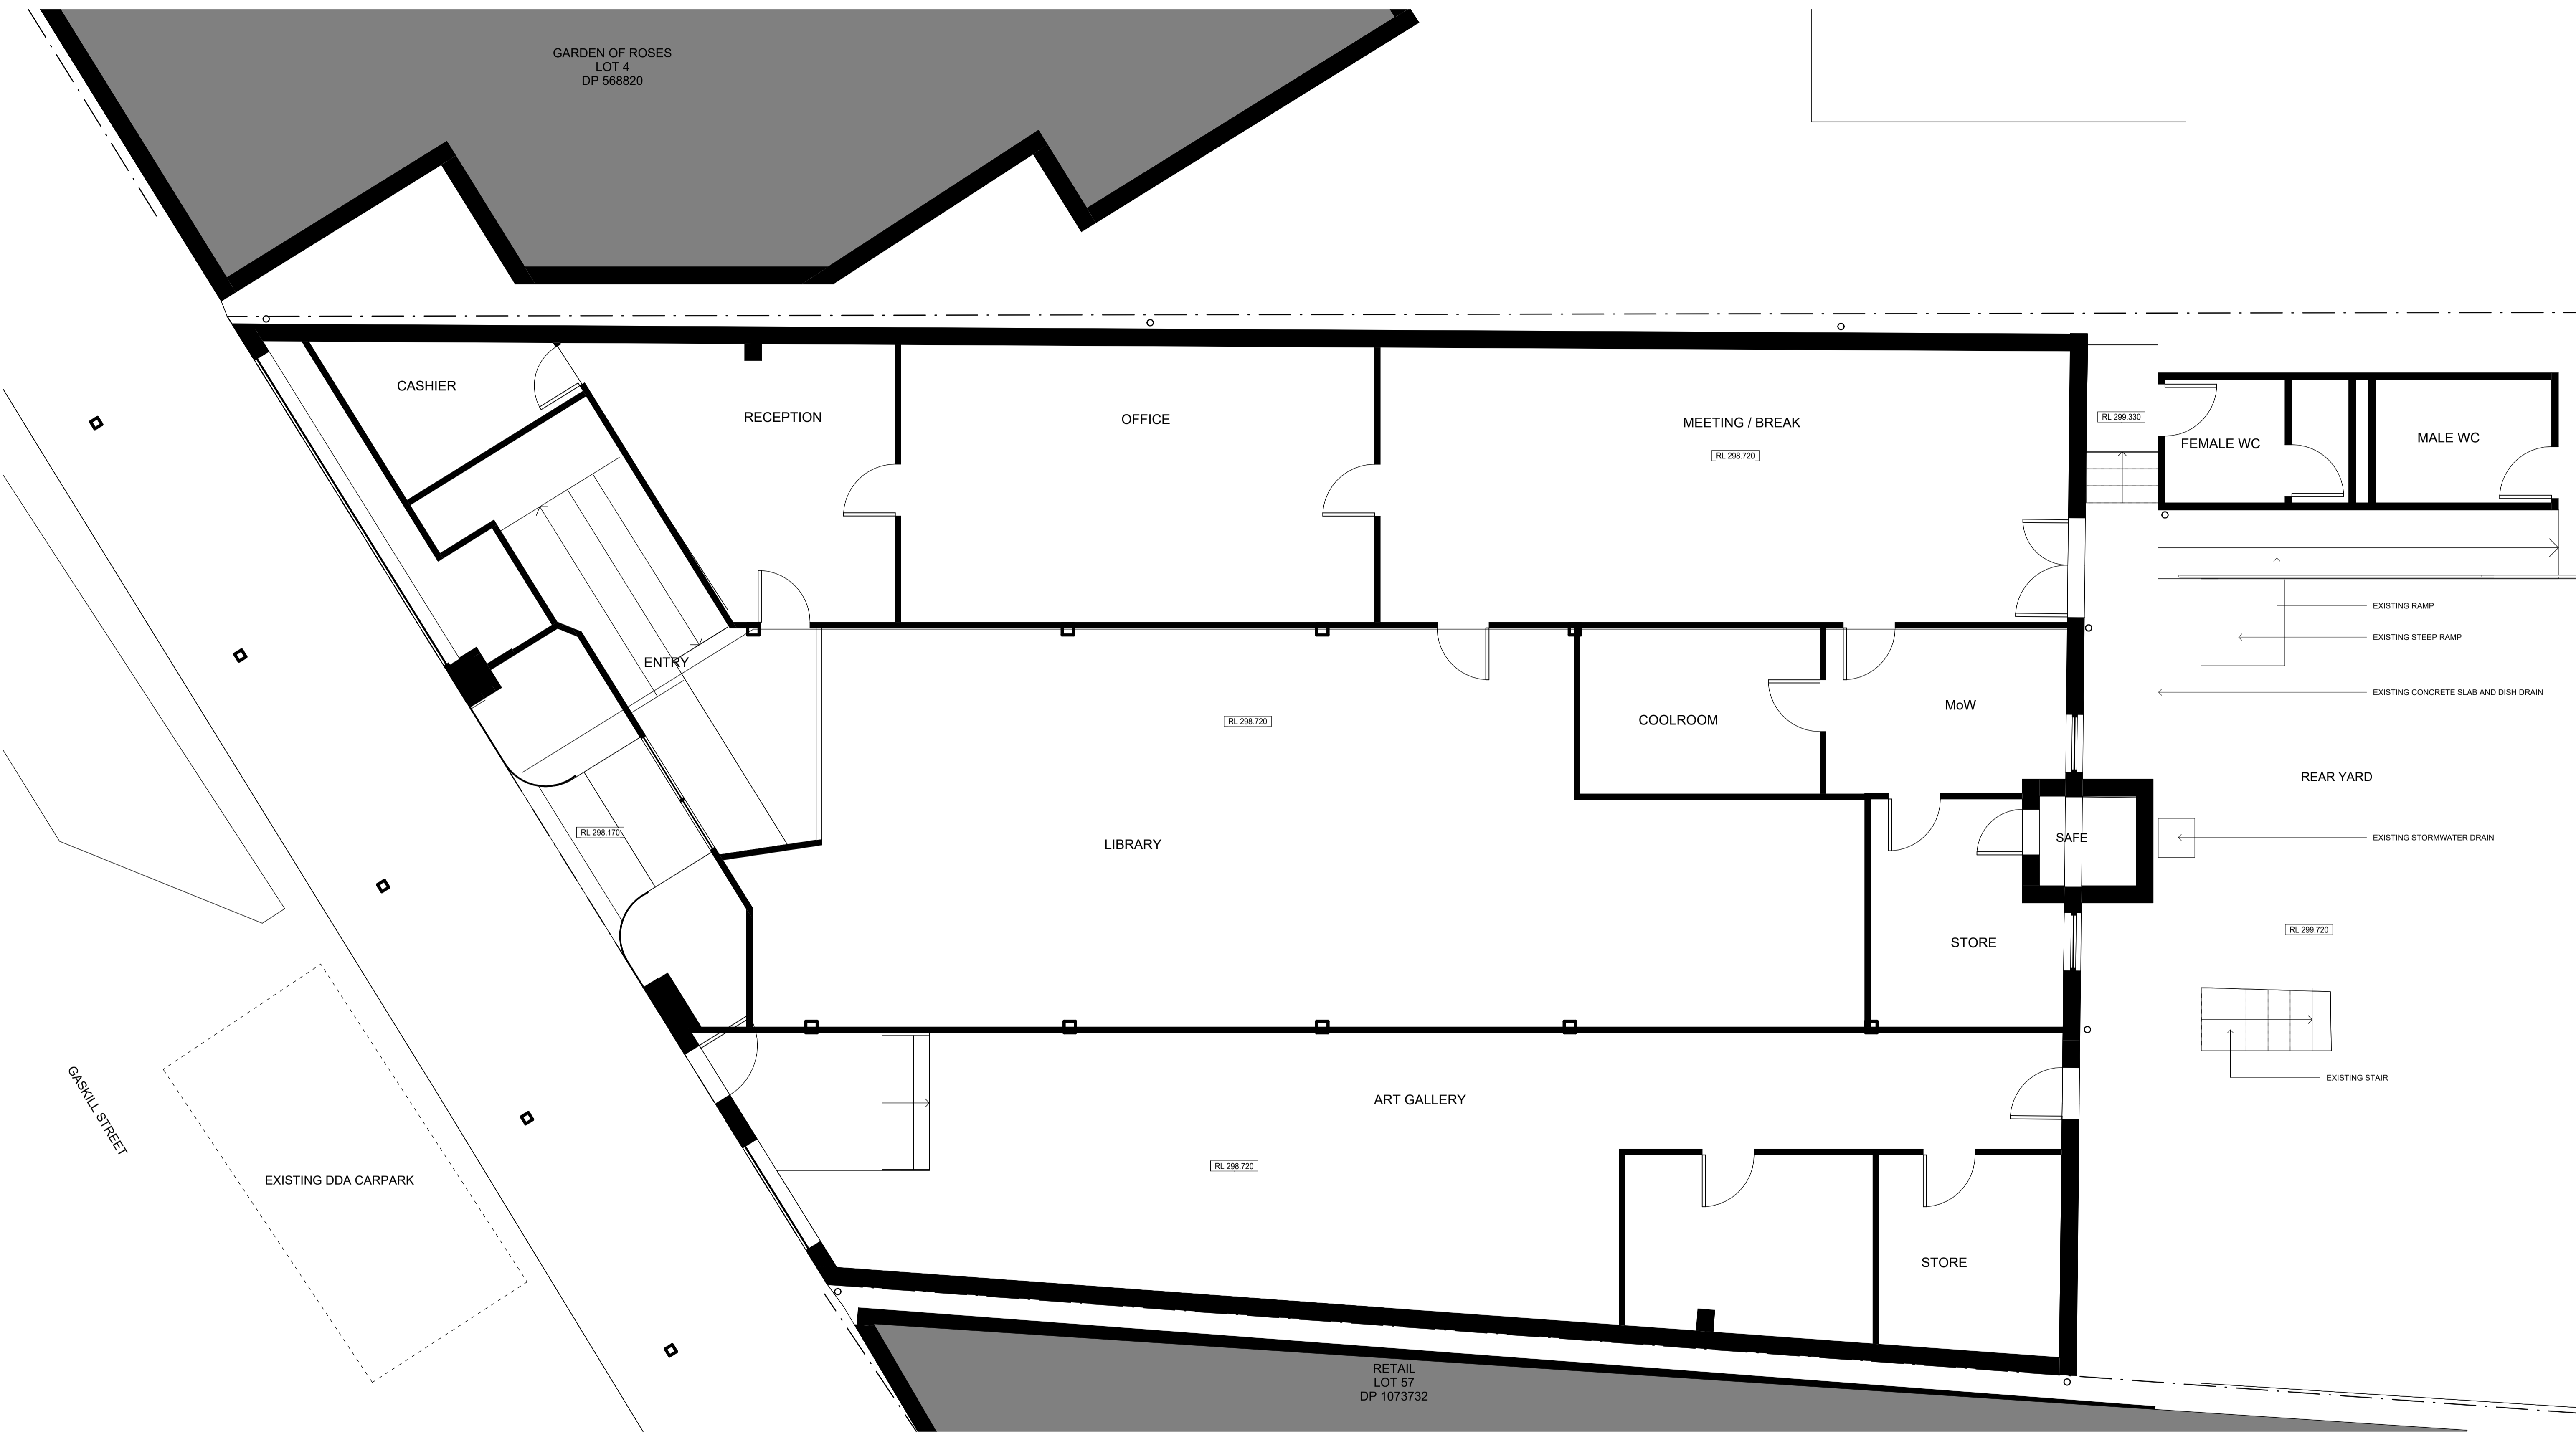 GARDEN OF ROSES
LOT 4
DP 568820
CASHIER
RECEPTION
OFFICE
MEETING / BREAK
RL 298.720
RL 299.330
FEMALE WC
MALE WC
EXISTING RAMP
EXISTING STEEP RAMP
ENTRY
EXISTING CONCRETE SLAB AND DISH DRAIN
MoW
COOLROOM
RL 298.720
REAR YARD
RL 298.170
SAFE
EXISTING STORMWATER DRAIN
LIBRARY
RL 299.720
STORE
EXISTING STAIR
ART GALLERY
GASKILL STREET
RL 298.720
EXISTING DDA CARPARK
STORE
RETAIL
LOT 57
DP 1073732